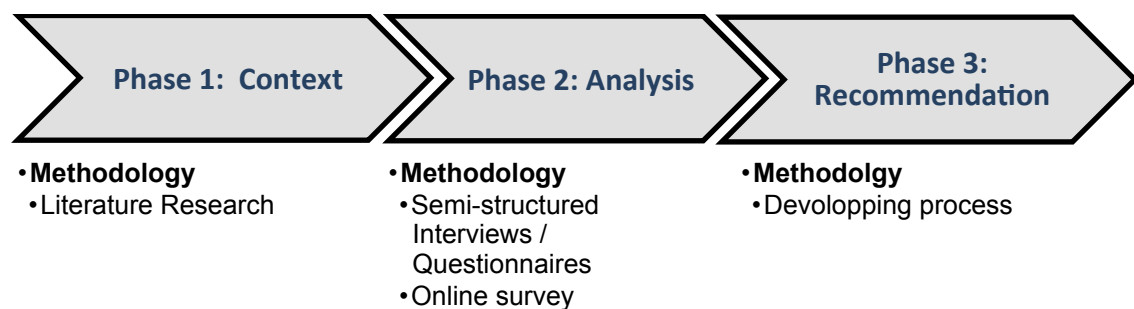 Phase 1: Context
•Methodology
•Literature Research
Phase 2: Analysis
•Methodology
•Semi-structured
Interviews /
Questionnaires
•Online survey
Phase 3:
Recommendation
•Methodolgy
•Devolopping process